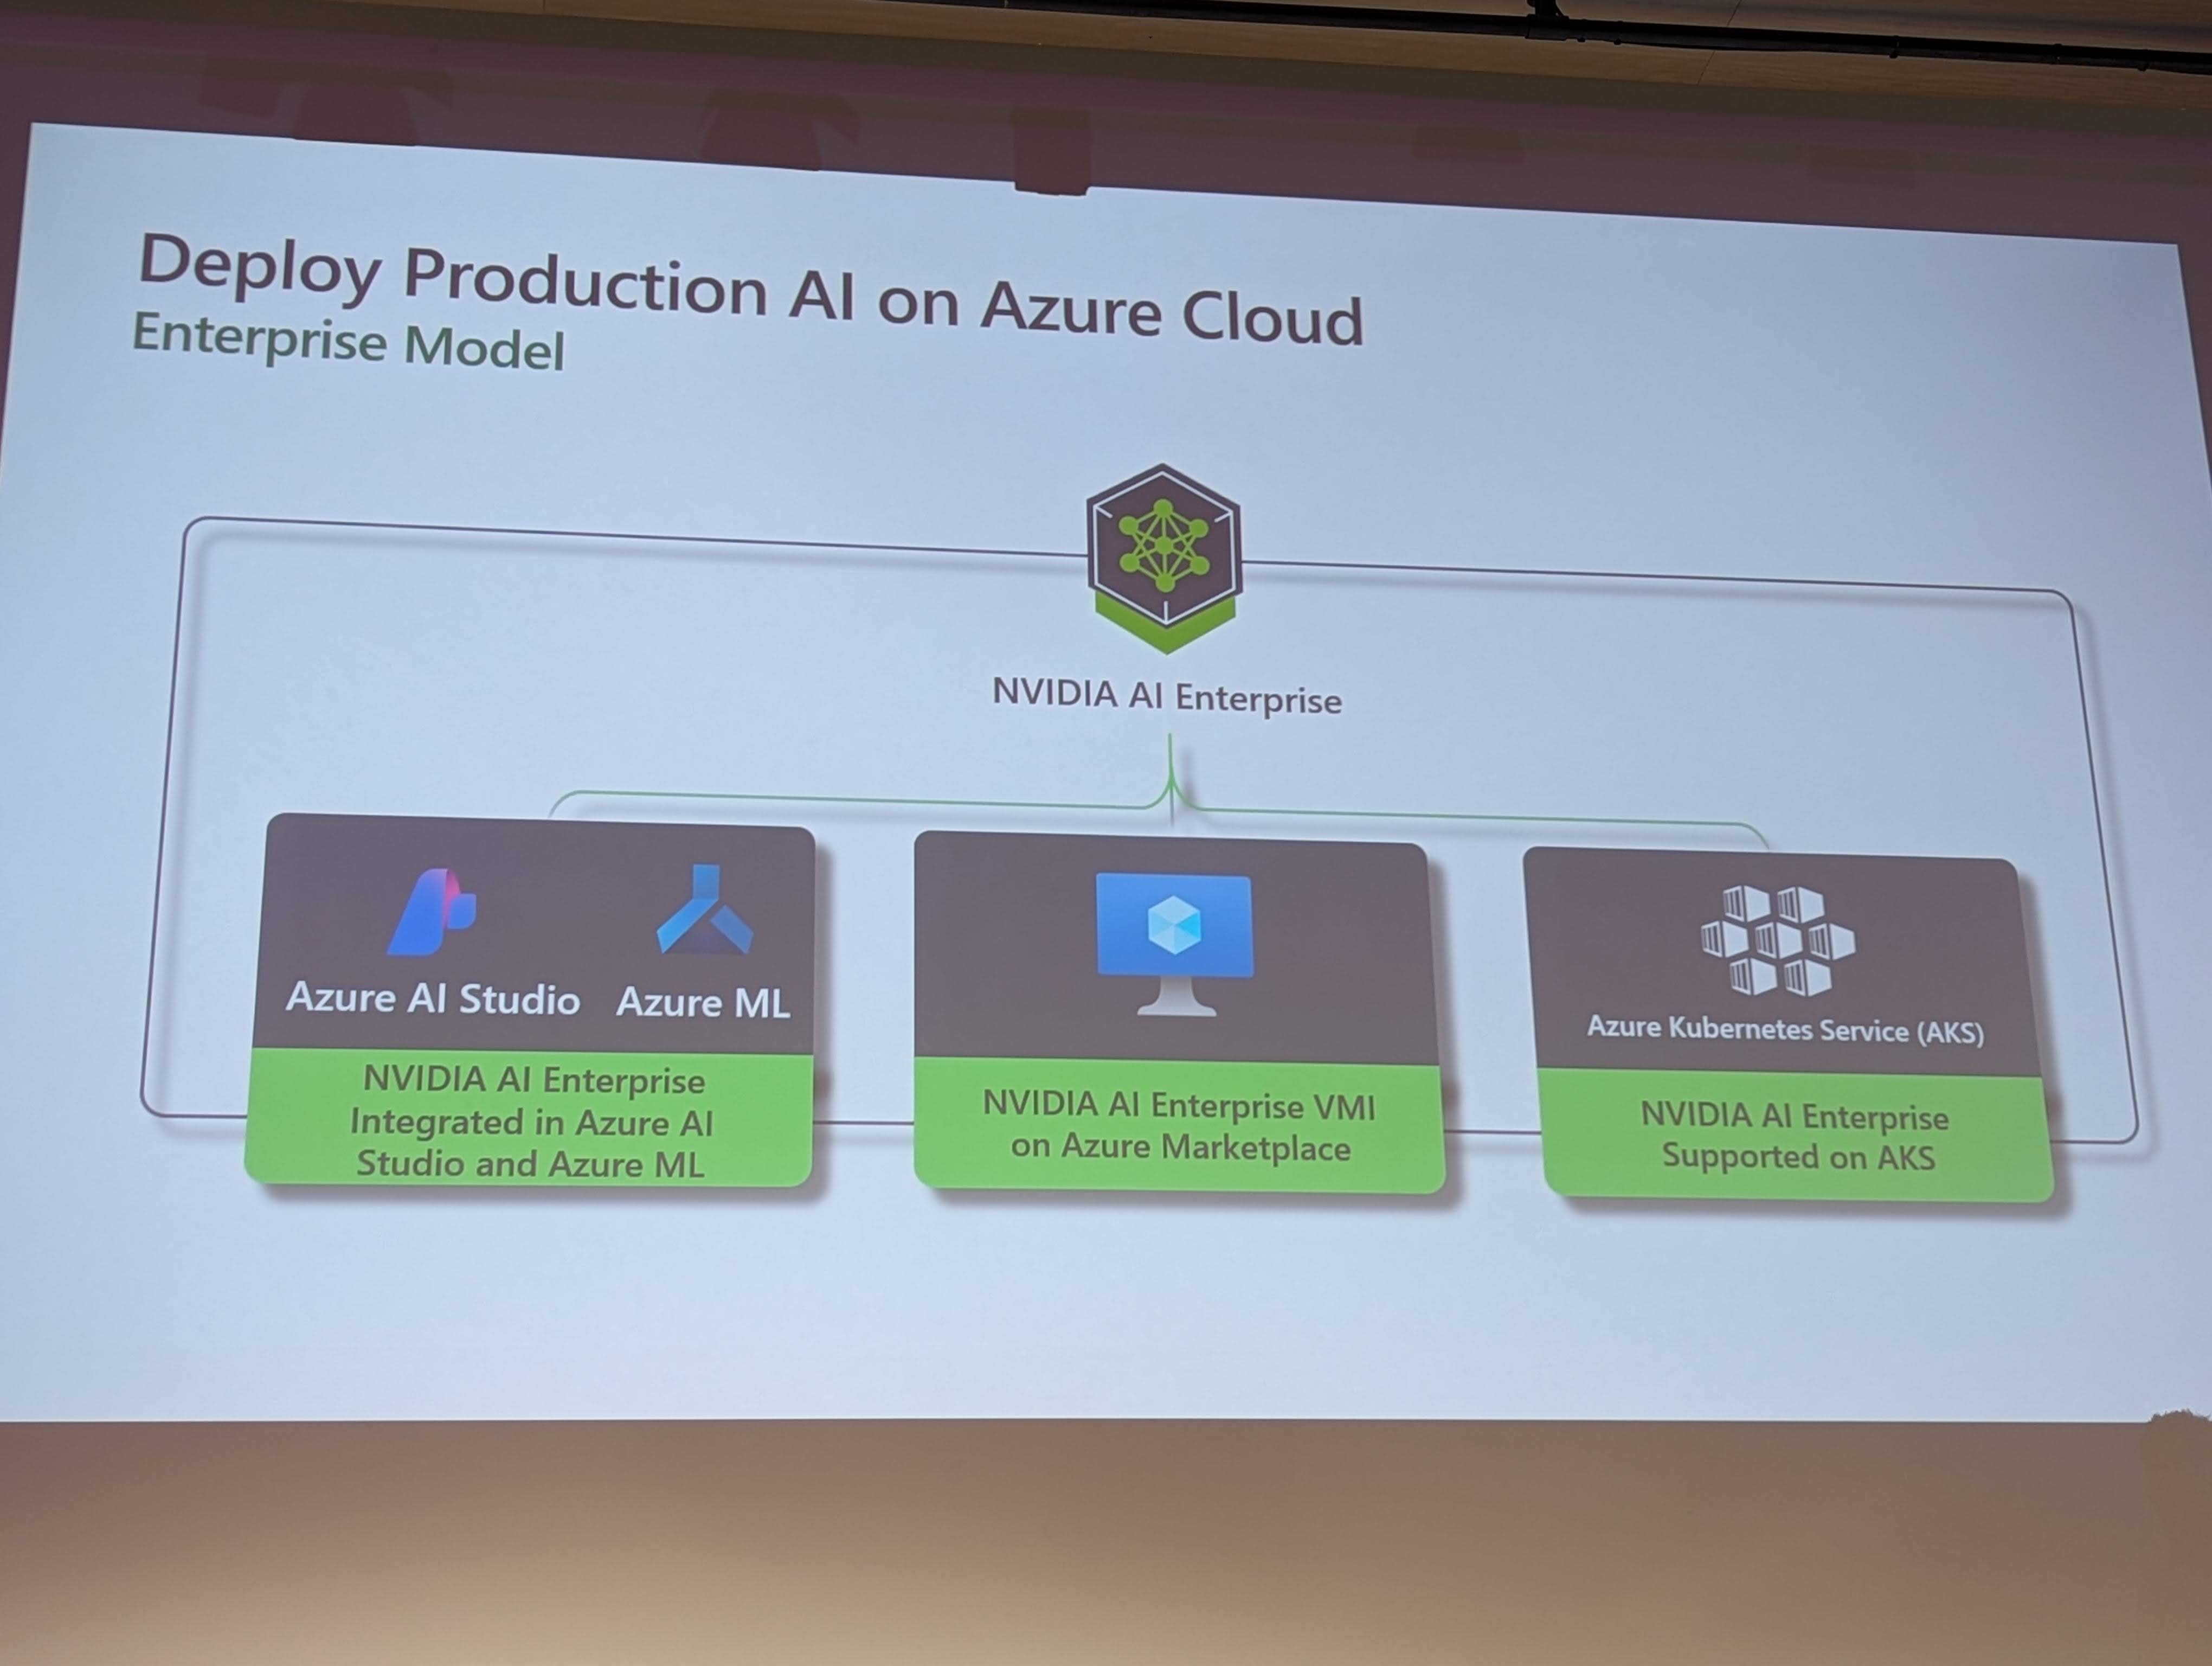 Deploy Production AI on Azure Cloud
Enterprise Model
NVIDIA AI Enterprise
Azure AI Studio
Azure ML
NVIDIA AI Enterprise
Integrated in Azure AI
Studio and Azure ML
NVIDIA AI Enterprise VMI
on Azure Marketplace
Azure Kubernetes Service (AKS)
NVIDIA AI Enterprise
Supported on AKS